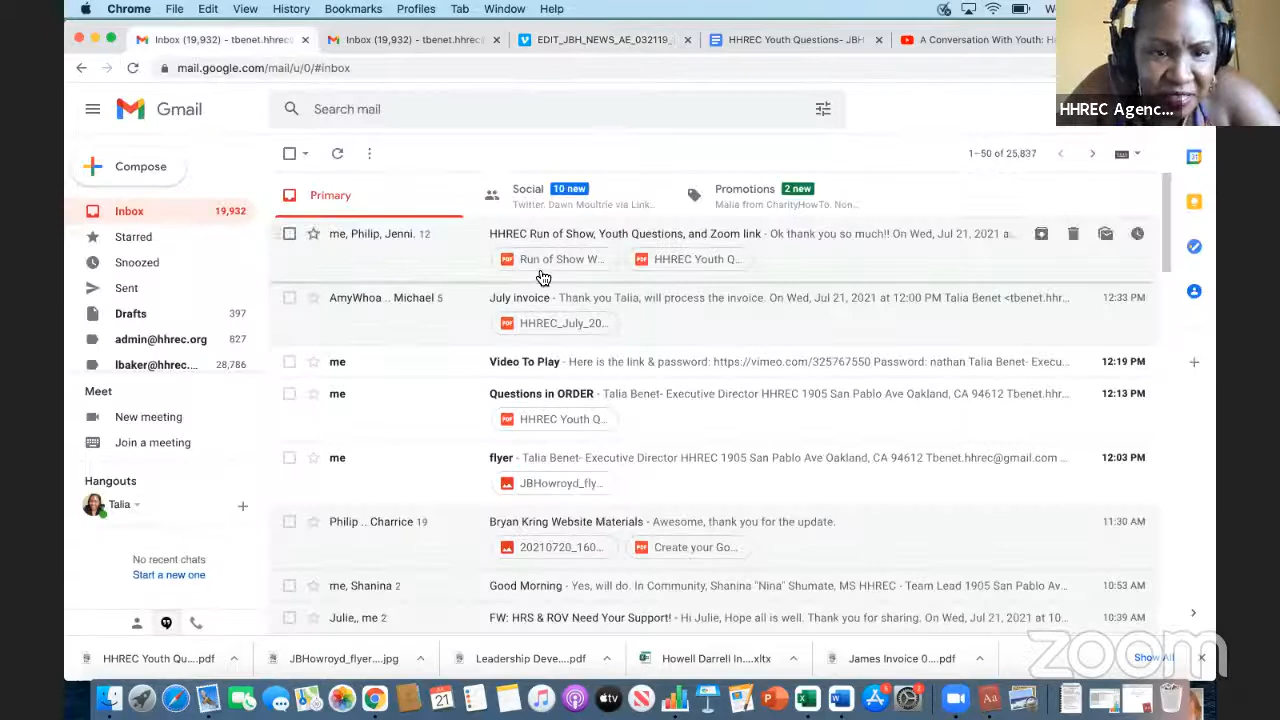 Chrome File Edit View History Bookmarks Profiles Tab Window Help
Inbox (19,932) - tbenet.hhrec × Inbox (19,932) - tbenet.hhrec × EDIT_JBH_NEWS_AE_032119_ × HHREC Youth Questions- JBH × A Conversation With Youth: H
mail.google.com/mail/u/0/#inbox
HHREC Agenc...
Gmail Search mail
Compose
1–50 of 25,837
Primary Social 10 new Promotions 2 new
Twitter, Dawn Moultrie via Link... Malia from CharityHowTo, Non...
Inbox 19,932
Starred
Snoozed
Sent
Drafts 397
admin@hhrec.org 827
lbaker@hhrec.... 28,786
Meet
New meeting
Join a meeting
Hangouts
Talia
No recent chats
Start a new one
me, Philip, Jenni. 12 HHREC Run of Show, Youth Questions, and Zoom link - Ok thank you so much!! On Wed, Jul 21, 2021 a
PDF Run of Show W... PDF HHREC Youth Q...
AmyWhoa .. Michael 5 July invoice - Thank you Talia, will process the invoice. On Wed, Jul 21, 2021 at 12:00 PM Talia Benet <tbenet.hhr... 12:33 PM
PDF HHREC_July_20...
me Video To Play - Here is the link & password: https://vimeo.com/325767550 Password: nathan Talia Benet- Execu... 12:19 PM
me Questions in ORDER - Talia Benet- Executive Director HHREC 1905 San Pablo Ave Oakland, CA 94612 Tbenet.hhr... 12:13 PM
PDF HHREC Youth Q...
me flyer - Talia Benet- Executive Director HHREC 1905 San Pablo Ave Oakland, CA 94612 Tbenet.hhrec@gmail.com ... 12:03 PM
JBHowroyd_fly...
Philip .. Charrice 19 Bryan Kring Website Materials - Awesome, thank you for the update. 11:30 AM
20210720_160... PDF Create your Go...
me, Shanina 2 Good Morning - Yes, will do. In Community, Shanina "Nina" Shumate, MS HHREC - Team Lead 1905 San Pablo Av... 10:53 AM
Julie,, me 2 FW: HRS & ROV Need Your Support! - Hi Julie, Hope all is well. Thank you for sharing. On Wed, Jul 21, 2021 at 10... 10:39 AM
HHREC Youth Qu....pdf JBHowroyd_flyer....jpg Leadership Deve....pdf Howell Darrell In....xltx James Invoice 0....pdf Show All ×
zoom